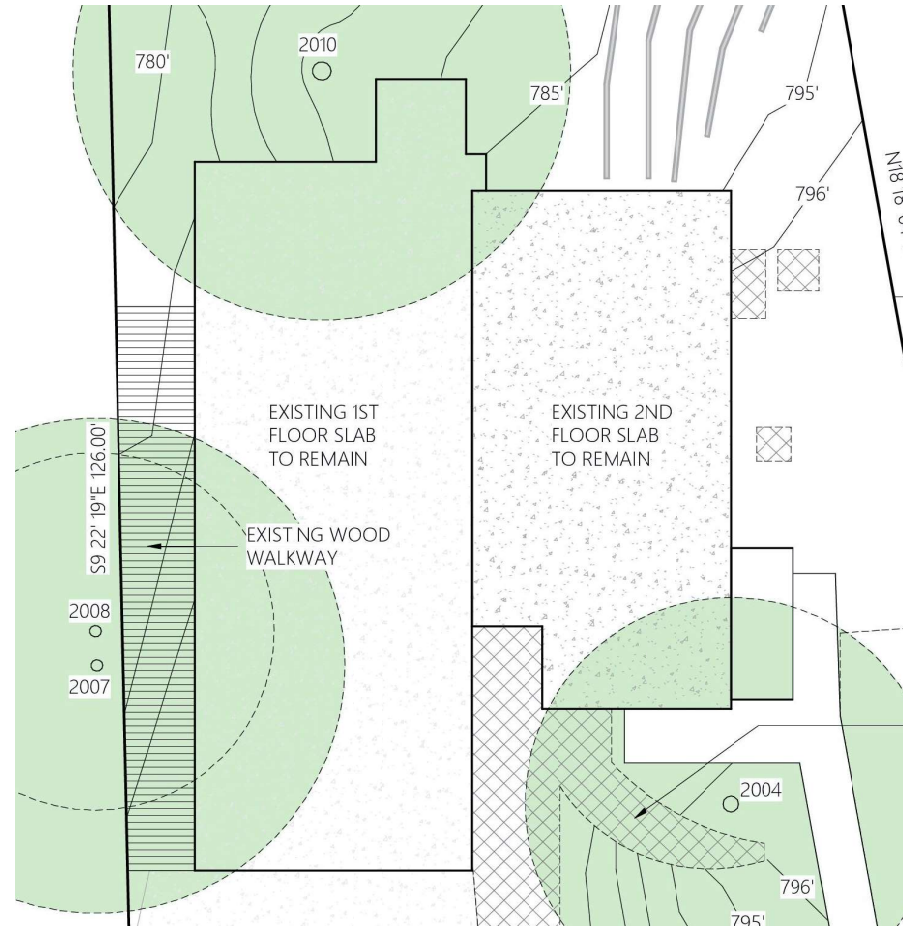 2010
780'
785'
795'
796'
EXISTING 1ST
FLOOR SLAB
TO REMAIN
EXISTING 2ND
FLOOR SLAB
TO REMAIN
S9 22' 19"E 126.00'
EXIST NG WOOD
WALKWAY
2008
2007
2004
796'
795'